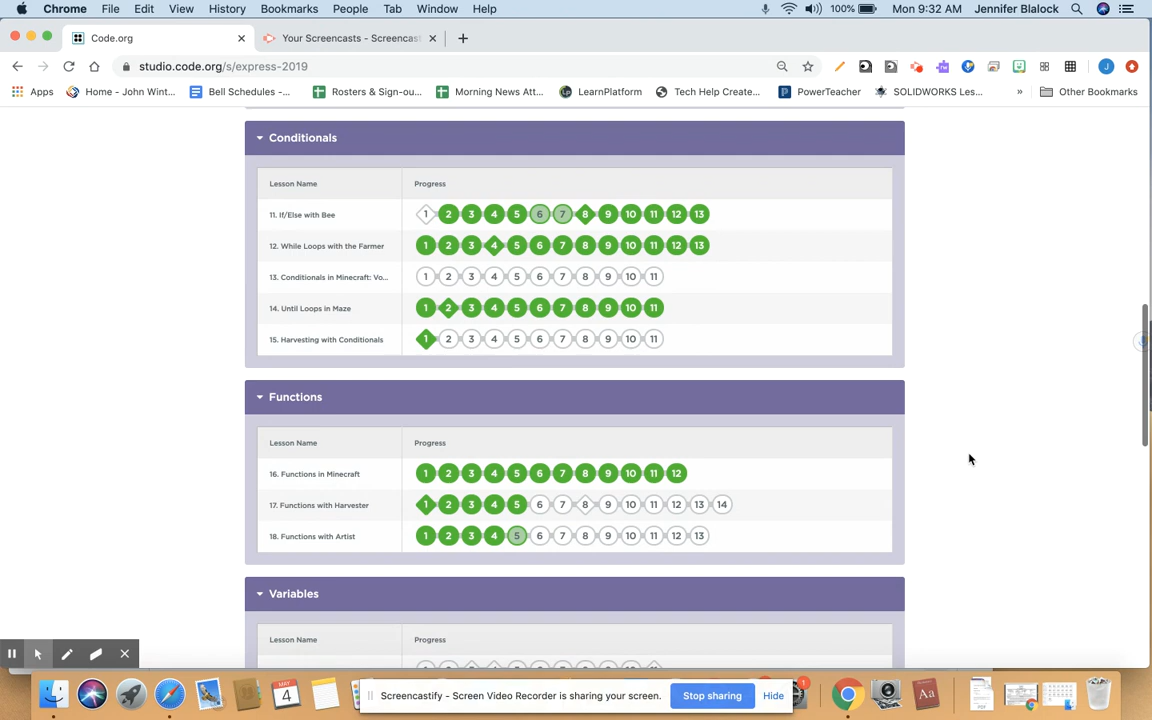 Chrome File Edit View History Bookmarks People Tab Window Help 100% Mon 9:32 AM Jennifer Blalock
Code.org Your Screencasts - Screencast
studio.code.org/s/express-2019 J
Apps Home - John Wint... Bell Schedules -... Rosters & Sign-ou... Morning News Att... LearnPlatform Tech Help Create... PowerTeacher SOLIDWORKS Les... » Other Bookmarks
Conditionals
Lesson Name Progress
11. If/Else with Bee 1 2 3 4 5 6 7 8 9 10 11 12 13
12. While Loops with the Farmer 1 2 3 4 5 6 7 8 9 10 11 12 13
13. Conditionals in Minecraft: Vo... 1 2 3 4 5 6 7 8 9 10 11
14. Until Loops in Maze 1 2 3 4 5 6 7 8 9 10 11
15. Harvesting with Conditionals 1 2 3 4 5 6 7 8 9 10 11
Functions
Lesson Name Progress
16. Functions in Minecraft 1 2 3 4 5 6 7 8 9 10 11 12
17. Functions with Harvester 1 2 3 4 5 6 7 8 9 10 11 12 13 14
18. Functions with Artist 1 2 3 4 5 6 7 8 9 10 11 12 13
Variables
Lesson Name Progress
MAY
4
Screencastify - Screen Video Recorder is sharing your screen. Stop sharing Hide
1
Aa